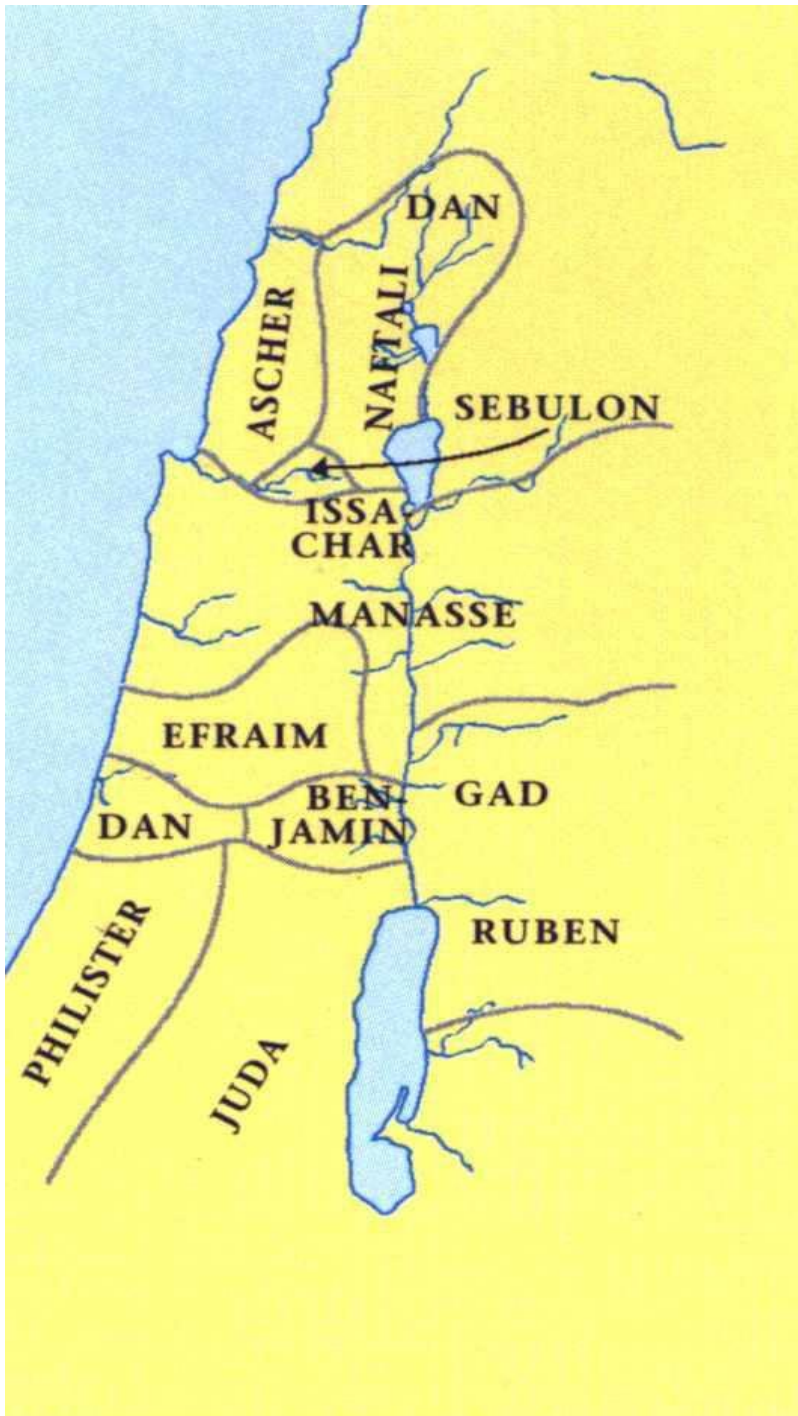 DAN
NAFTALI
ASCHER
SEBULON
ISSA-
CHAR
MANASSE
EFRAIM
BEN-
JAMIN
GAD
DAN
RUBEN
PHILISTER
JUDA